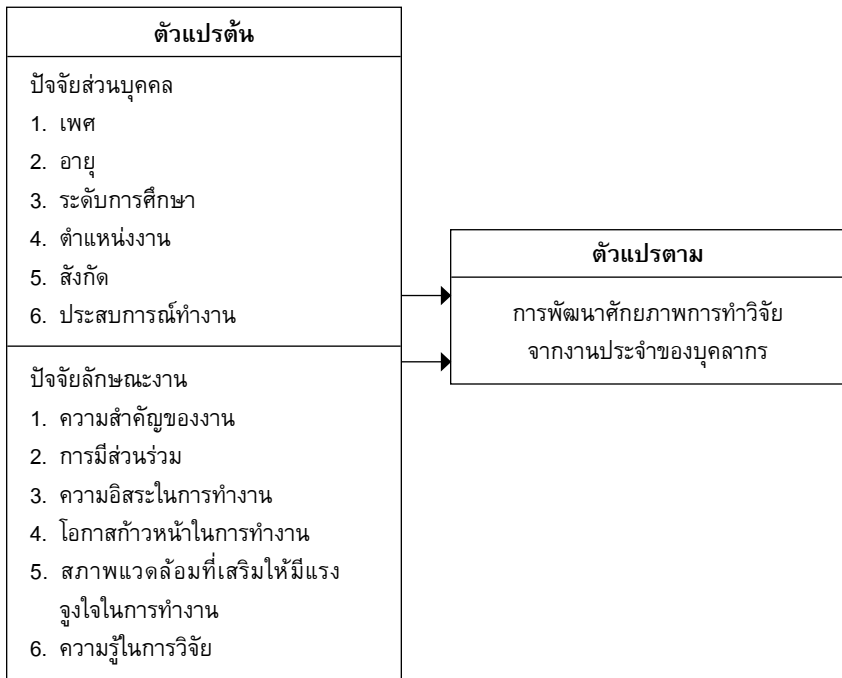 ตัวแปรต้น
ปัจจัยส่วนบุคคล
1. เพศ
2. อายุ
3. ระดับการศึกษา
4. ตำแหน่งงาน
5. สังกัด
6. ประสบการณ์ทำงาน
ปัจจัยลักษณะงาน
1. ความสำคัญของงาน
2. การมีส่วนร่วม
3. ความอิสระในการทำงาน
4. โอกาสก้าวหน้าในการทำงาน
5. สภาพแวดล้อมที่เสริมให้มีแรง
จูงใจในการทำงาน
6. ความรู้ในการวิจัย
ตัวแปรตาม
การพัฒนาศักยภาพการทำวิจัย
จากงานประจำของบุคลากร